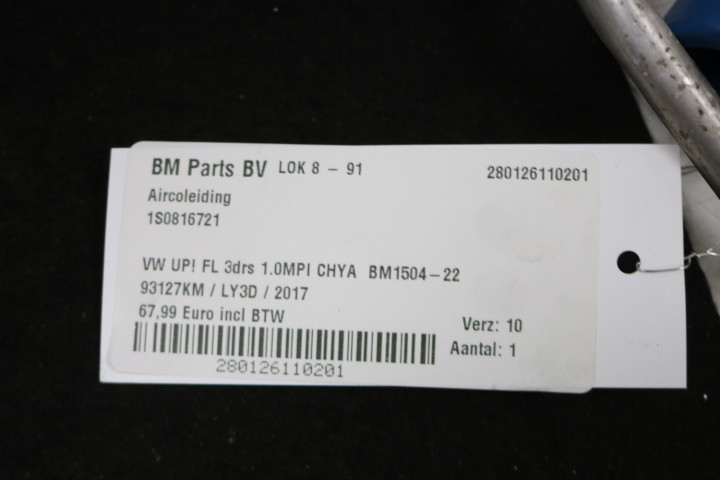 BM Parts BV LOK 8 - 91 280126110201
Aircoleiding
1S0816721
VW UP! FL 3drs 1.0MPI CHYA BM1504-22
93127KM / LY3D / 2017
67,99 Euro incl BTW
Verz: 10
Aantal: 1
280126110201